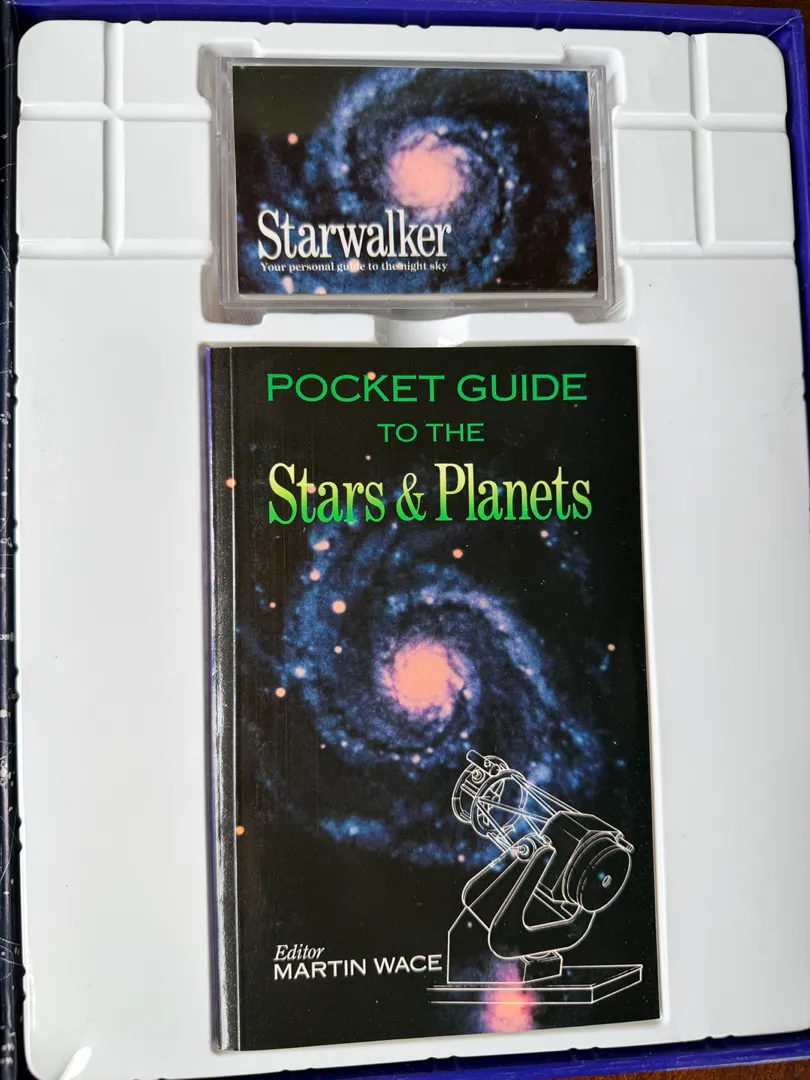 Starwalker
Your personal guide to the night sky
POCKET GUIDE
TO THE
Stars & Planets
Editor
MARTIN WACE